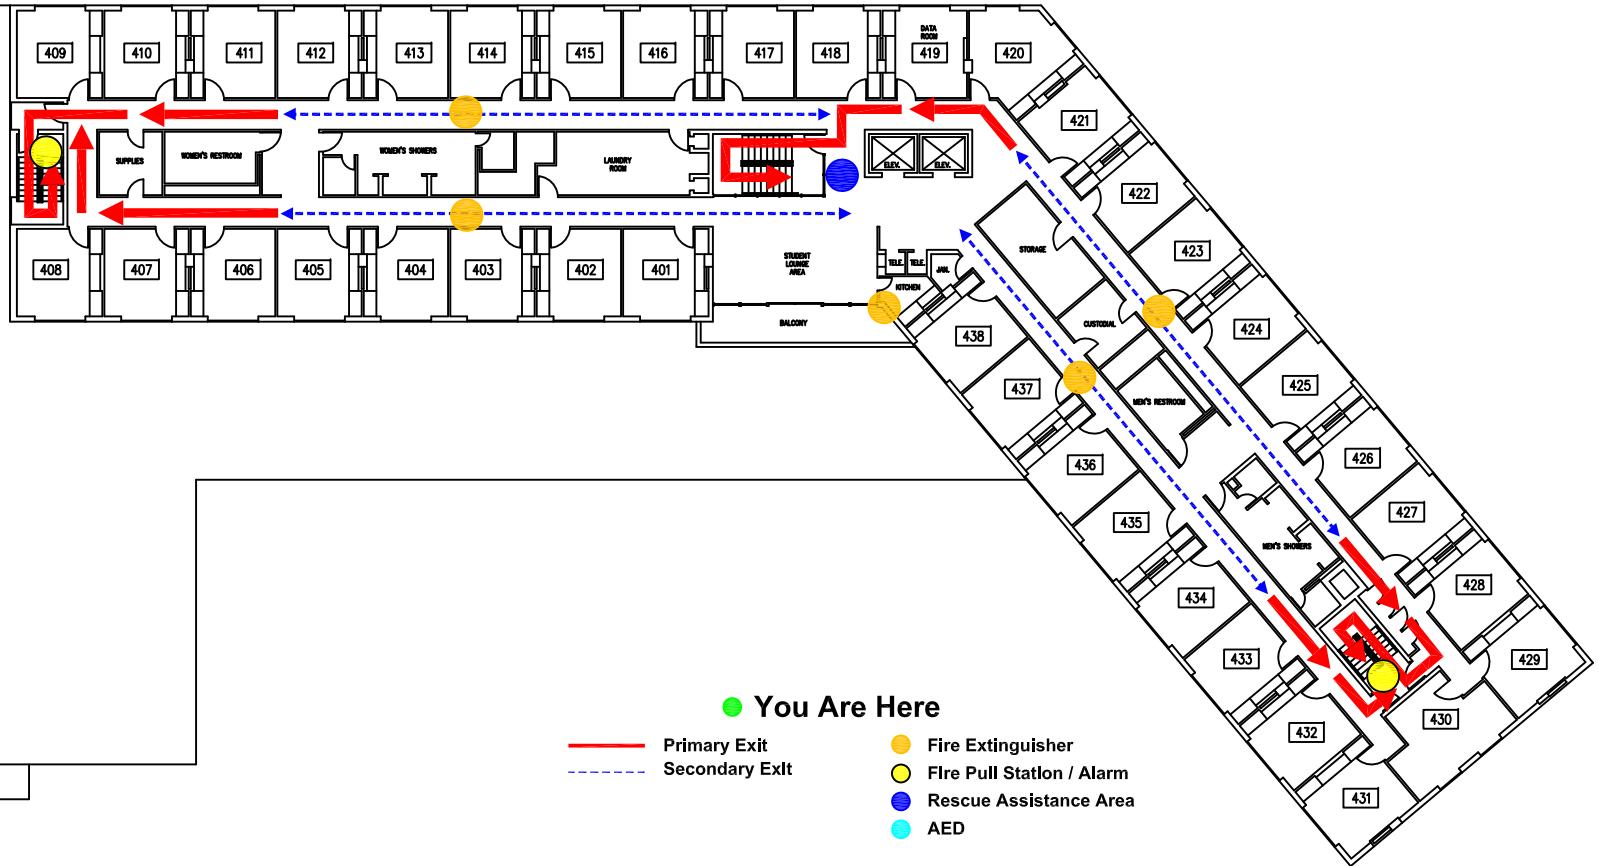 DATA
ROOM
409
410
411
412
413
414
415
416
417
418
419
420
421
SUPPLIES
WOMEN'S RESTROOM
WOMEN'S SHOWERS
LAUNDRY
ROOM
ELEV.
ELEV.
422
423
STORAGE
408
407
406
405
404
403
402
401
STUDENT
LOUNGE
AREA
TELE.
TELE.
JAN.
KITCHEN
BALCONY
CUSTODIAL
424
438
437
425
MEN'S RESTROOM
436
426
435
427
MEN'S SHOWERS
434
428
433
429
432
430
431
You Are Here
Primary Exit
Secondary Exit
Fire Extinguisher
Fire Pull Station / Alarm
Rescue Assistance Area
AED